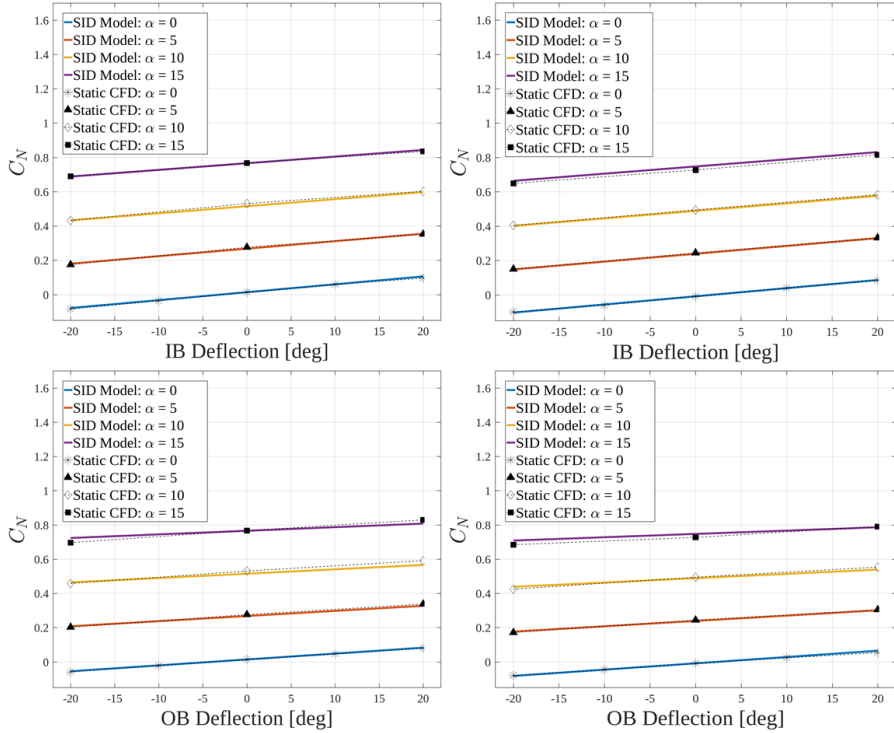 SID Model: α = 0
SID Model: α = 5
SID Model: α = 10
SID Model: α = 15
Static CFD: α = 0
Static CFD: α = 5
Static CFD: α = 10
Static CFD: α = 15
1.6
1.4
1.2
1
0.8
0.6
0.4
0.2
0
C_N
-20 -15 -10 -5 0 5 10 15 20
IB Deflection [deg]
SID Model: α = 0
SID Model: α = 5
SID Model: α = 10
SID Model: α = 15
Static CFD: α = 0
Static CFD: α = 5
Static CFD: α = 10
Static CFD: α = 15
1.6
1.4
1.2
1
0.8
0.6
0.4
0.2
0
C_N
-20 -15 -10 -5 0 5 10 15 20
IB Deflection [deg]
SID Model: α = 0
SID Model: α = 5
SID Model: α = 10
SID Model: α = 15
Static CFD: α = 0
Static CFD: α = 5
Static CFD: α = 10
Static CFD: α = 15
1.6
1.4
1.2
1
0.8
0.6
0.4
0.2
0
C_N
-20 -15 -10 -5 0 5 10 15 20
OB Deflection [deg]
SID Model: α = 0
SID Model: α = 5
SID Model: α = 10
SID Model: α = 15
Static CFD: α = 0
Static CFD: α = 5
Static CFD: α = 10
Static CFD: α = 15
1.6
1.4
1.2
1
0.8
0.6
0.4
0.2
0
C_N
-20 -15 -10 -5 0 5 10 15 20
OB Deflection [deg]